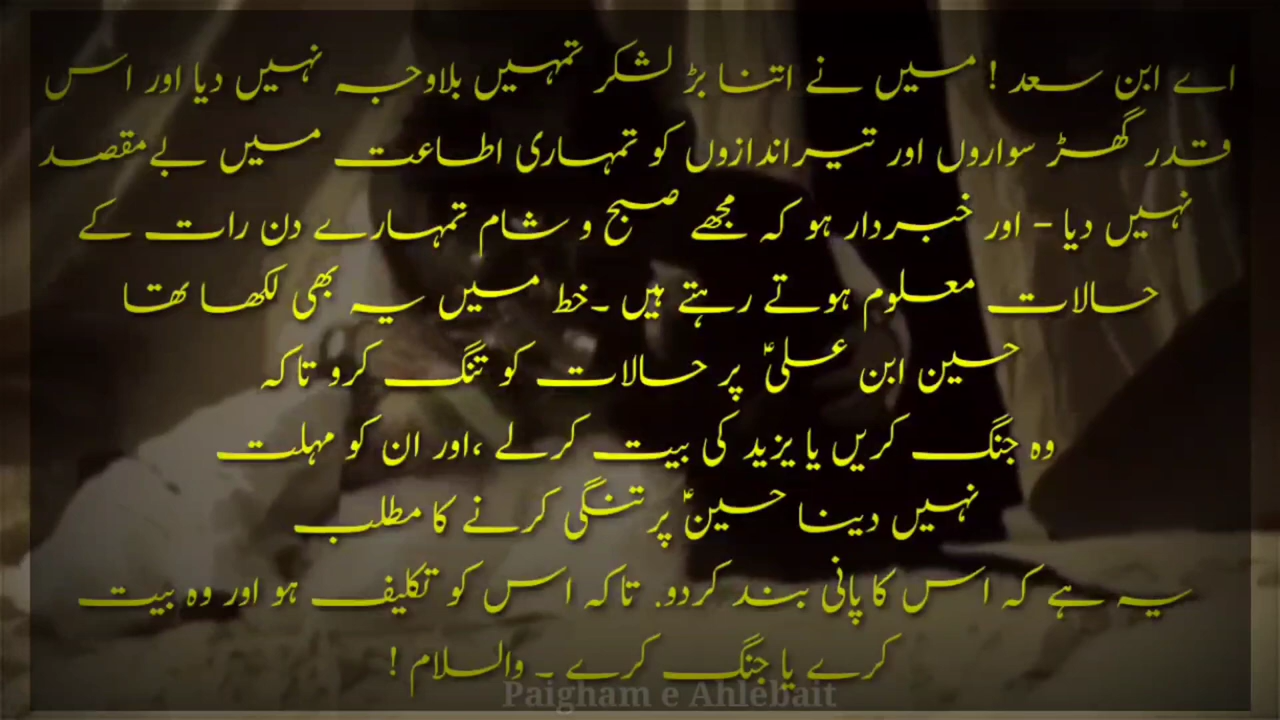 اے ابن سعد ! میں نے اتنا بڑ لشکر تمہیں بلاوجہ نہیں دیا اور اس
قدر گھڑ سواروں اور تیراندازوں کو تمہاری اطاعت میں بےمقصد
نہیں دیا – اور خبردار ہو کہ مجھے صبح و شام تمہارے دن رات کے
حالات معلوم ہوتے رہتے ہیں ۔خط میں یہ بھی لکھا تھا
حسین ابن علیؑ پر حالات کو تنگ کرو تاکہ
وہ جنگ کریں یا یزید کی بیت کرلے ،اور ان کو مہلت
نہیں دینا حسینؑ پر تنگی کرنے کا مطلب
یہ ہے کہ اس کا پانی بند کردو. تاکہ اس کو تکلیف ہو اور وہ بیت
کرے یا جنگ کرے ۔ والسلام !
Paigham e Ahlebait